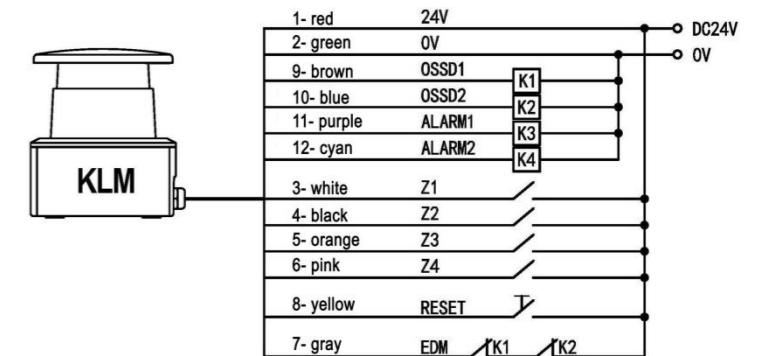 1- red 24V
DC24V
2- green 0V
0V
9- brown OSSD1 K1
10- blue OSSD2 K2
11- purple ALARM1 K3
12- cyan ALARM2 K4
KLM
3- white Z1
4- black Z2
5- orange Z3
6- pink Z4
8- yellow RESET
7- gray EDM K1 K2